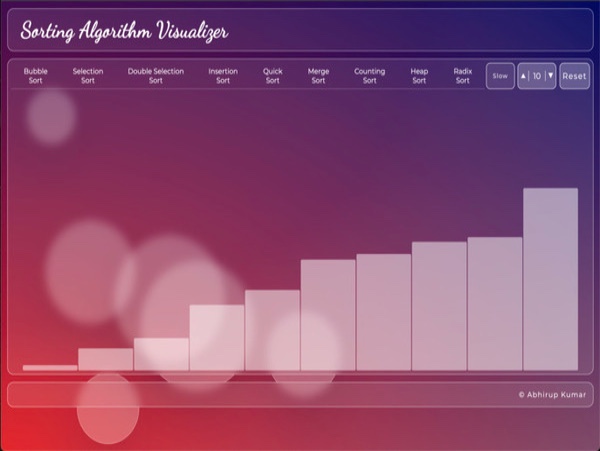 Sorting Algorithm Visualizer
Bubble Sort
Selection Sort
Double Selection Sort
Insertion Sort
Quick Sort
Merge Sort
Counting Sort
Heap Sort
Radix Sort
Slow
▲ 10 ▼
Reset
© Abhirup Kumar